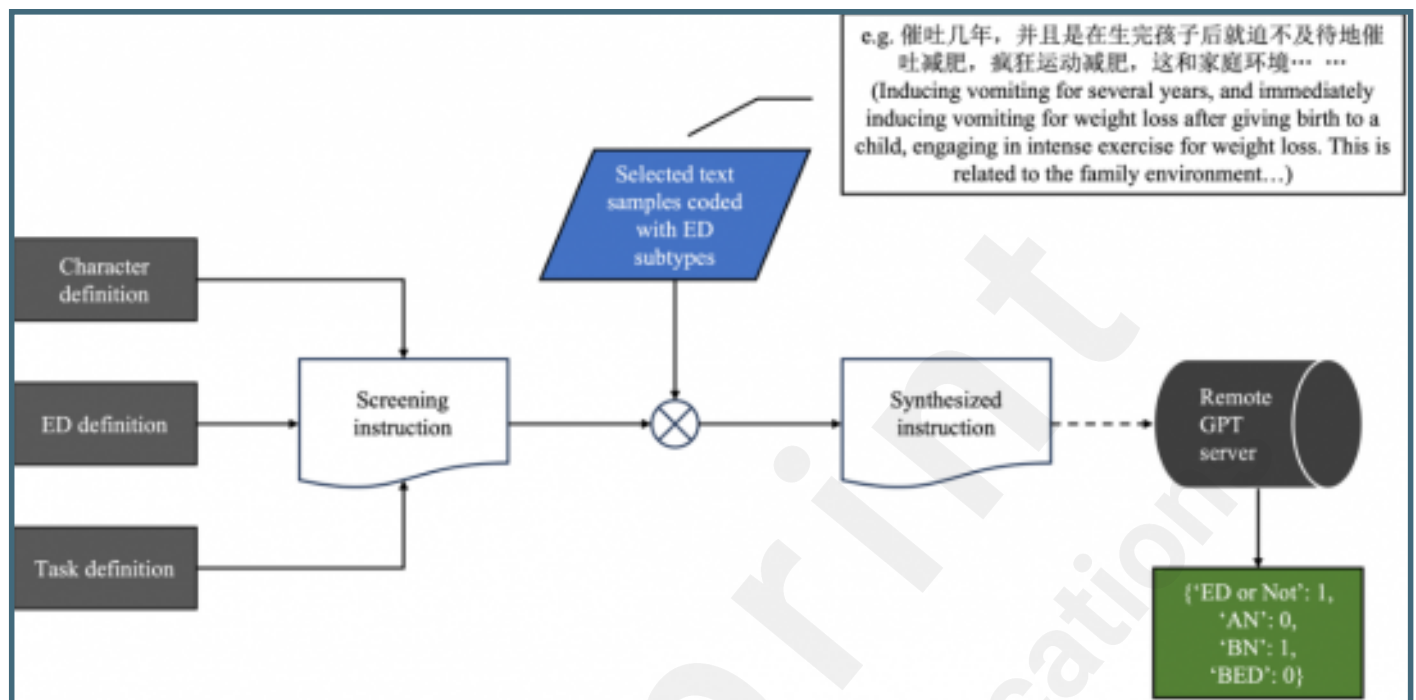 e.g. 催吐几年，并且是在生完孩子后就迫不及待地催
吐减肥，疯狂运动减肥，这和家庭环境… …
(Inducing vomiting for several years, and immediately
inducing vomiting for weight loss after giving birth to a
child, engaging in intense exercise for weight loss. This is
related to the family environment…)
Selected text
samples coded
with ED
subtypes
Character
definition
ED definition
Task definition
Screening
instruction
Synthesized
instruction
Remote
GPT
server
{‘ED or Not’: 1,
‘AN’: 0,
‘BN’: 1,
‘BED’: 0}